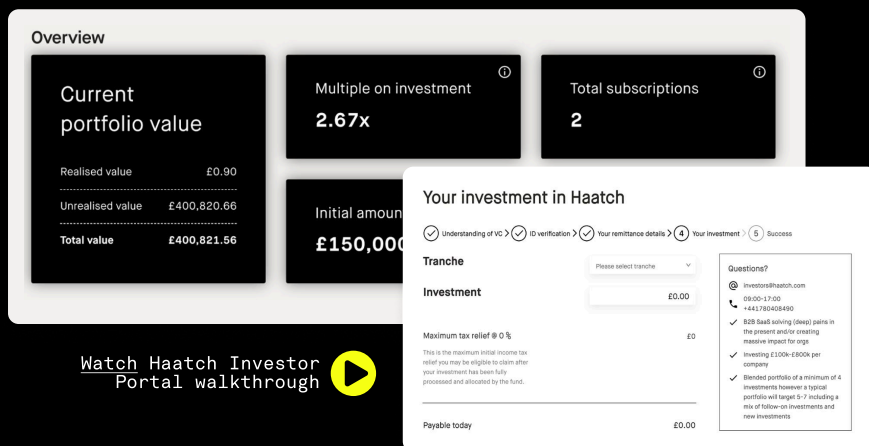 Overview
Current
portfolio value
Realised value £0.90
Unrealised value £400,820.66
Total value £400,821.56
Multiple on investment
2.67x
Total subscriptions
2
Initial amoun
£150,000
Your investment in Haatch
Understanding of VC > ID verification > Your remittance details > 4 Your investment > 5 Success
Tranche
Please select tranche
Investment
£0.00
Maximum tax relief @ 0 % £0
This is the maximum initial income tax
relief you may be eligible to claim after
your investment has been fully
processed and allocated by the fund.
Payable today £0.00
Questions?
investors@haatch.com
09:00-17:00
+441780408490
B2B SaaS solving (deep) pains in
the present and/or creating
massive impact for orgs
Investing £100k-£800k per
company
Blended portfolio of a minimum of 4
investments however a typical
portfolio will target 5-7 including a
mix of follow-on investments and
new investments
Watch Haatch Investor
Portal walkthrough